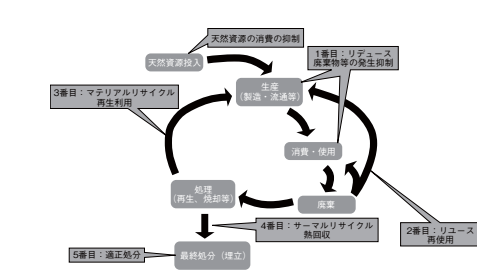 天然資源の消費の抑制
天然資源投入
1番目：リデュース
廃棄物等の発生抑制
生産
（製造・流通等）
3番目：マテリアルリサイクル
再生利用
消費・使用
処理
（再生、焼却等）
廃棄
4番目：サーマルリサイクル
熱回収
2番目：リユース
再使用
5番目：適正処分
最終処分（埋立）